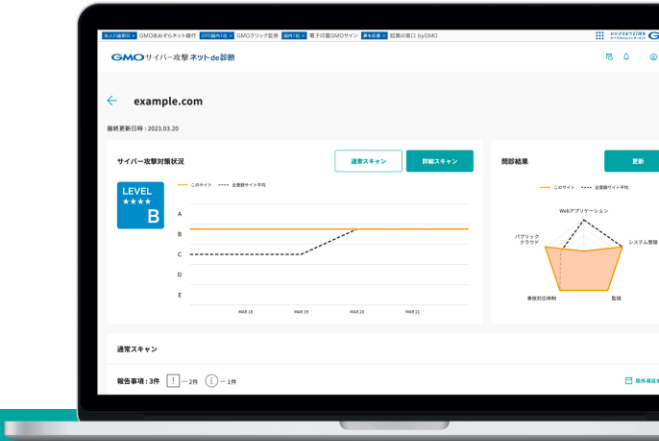 GMOあおぞらネット銀行 GMOクリック証券 電子印鑑GMOサイン
GMOサイバー攻撃 ネットde診断
example.com
最終更新日時：2023.03.20
サイバー攻撃対策状況
通常スキャン
詳細スキャン
LEVEL
★★★★
B
このサイト 全登録サイト平均
A
B
C
D
E
MAR 18 MAR 19 MAR 20 MAR 21
問診結果
更新
このサイト 全登録サイト平均
Webアプリケーション
パブリック
クラウド
システム管理
事故対応体制
監視
通常スキャン
報告事項：3件 ! …2件 i …1件